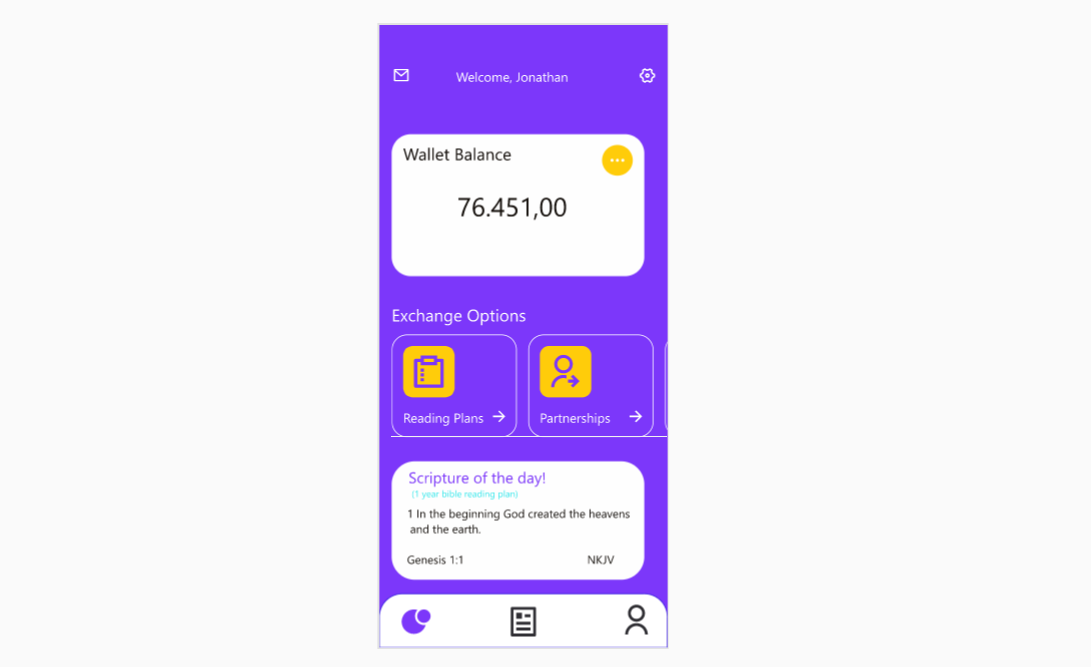 Welcome, Jonathan
Wallet Balance
76.451,00
Exchange Options
Reading Plans
Partnerships
Scripture of the day!
(1 year bible reading plan)
1 In the beginning God created the heavens
and the earth.
Genesis 1:1 NKJV